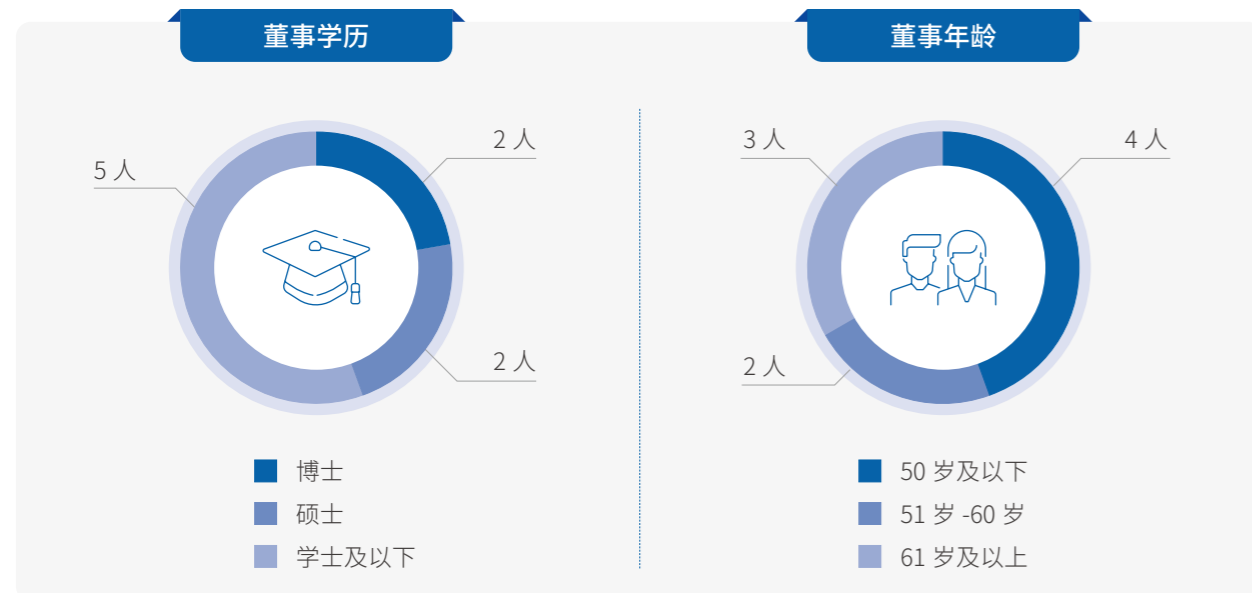 董事学历
5 人
2 人
2 人
博士
硕士
学士及以下
董事年龄
3 人
4 人
2 人
50 岁及以下
51 岁 -60 岁
61 岁及以上